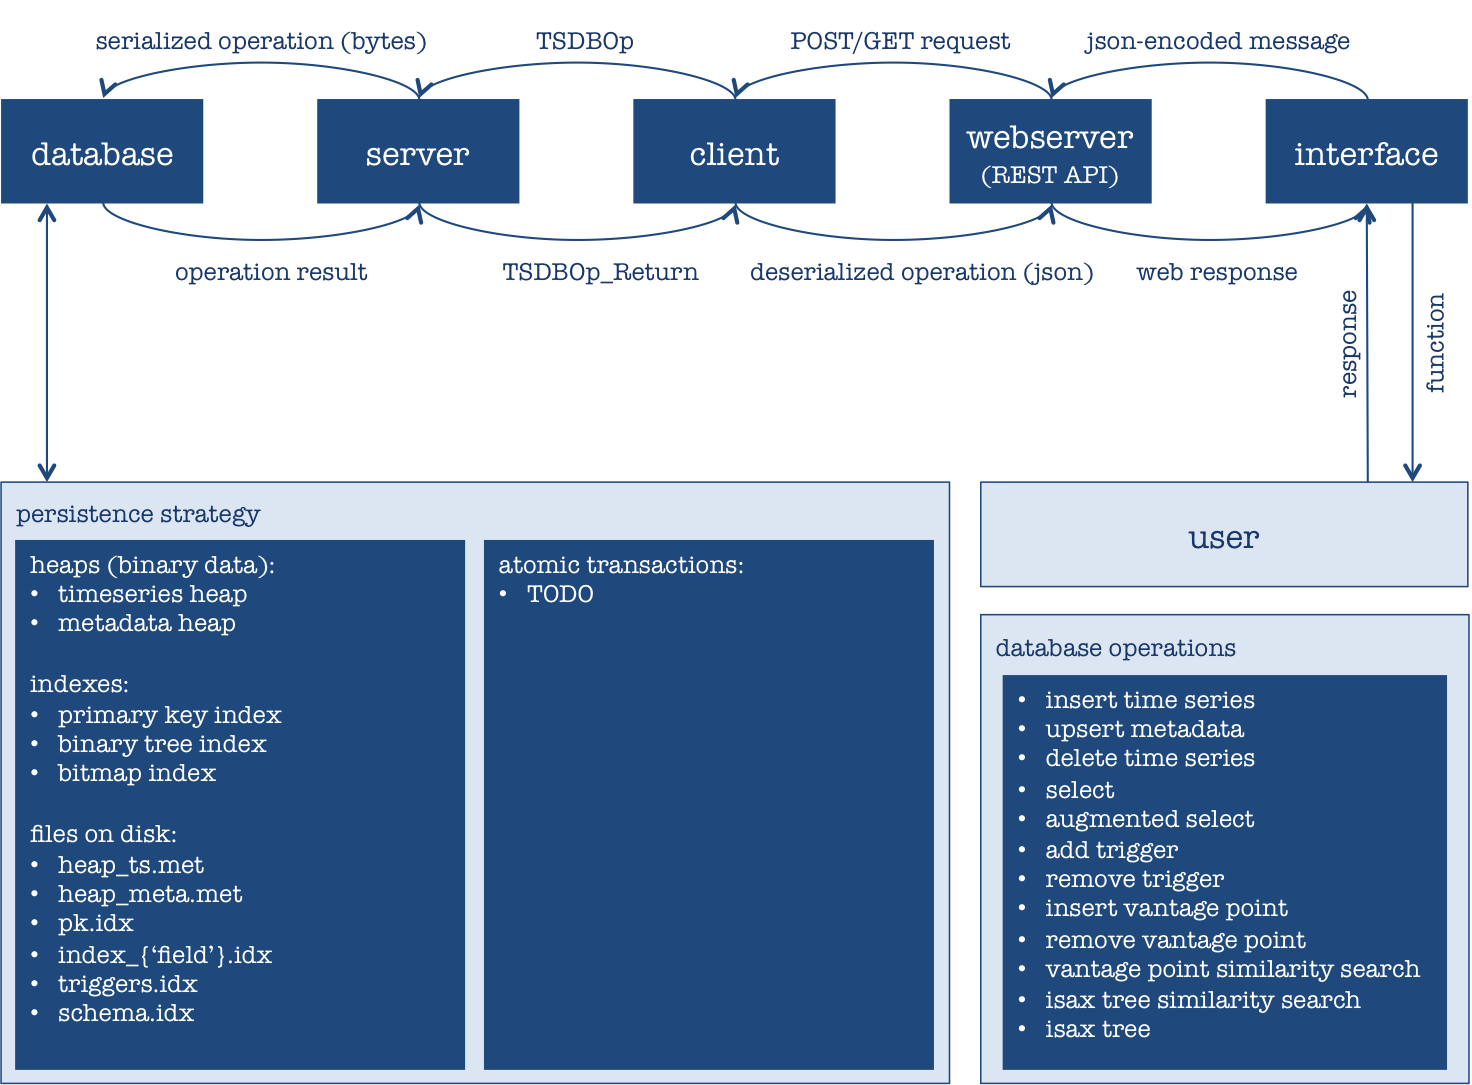 serialized operation (bytes)
TSDBOp
POST/GET request
json-encoded message
database
server
client
webserver
(REST API)
interface
operation result
TSDBOp_Return
deserialized operation (json)
web response
response
function
persistence strategy
heaps (binary data):
• timeseries heap
• metadata heap
indexes:
• primary key index
• binary tree index
• bitmap index
files on disk:
• heap_ts.met
• heap_meta.met
• pk.idx
• index_{‘field’}.idx
• triggers.idx
• schema.idx
atomic transactions:
• TODO
user
database operations
• insert time series
• upsert metadata
• delete time series
• select
• augmented select
• add trigger
• remove trigger
• insert vantage point
• remove vantage point
• vantage point similarity search
• isax tree similarity search
• isax tree